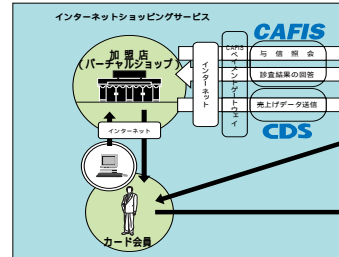 インターネットショッピングサービス
CAFIS
加盟店
(バーチャルショップ)
インターネット
CAFIS
ペイメントゲートウェイ
与信照会
診査結果の回答
売上げデータ送信
CDS
インターネット
カード会員